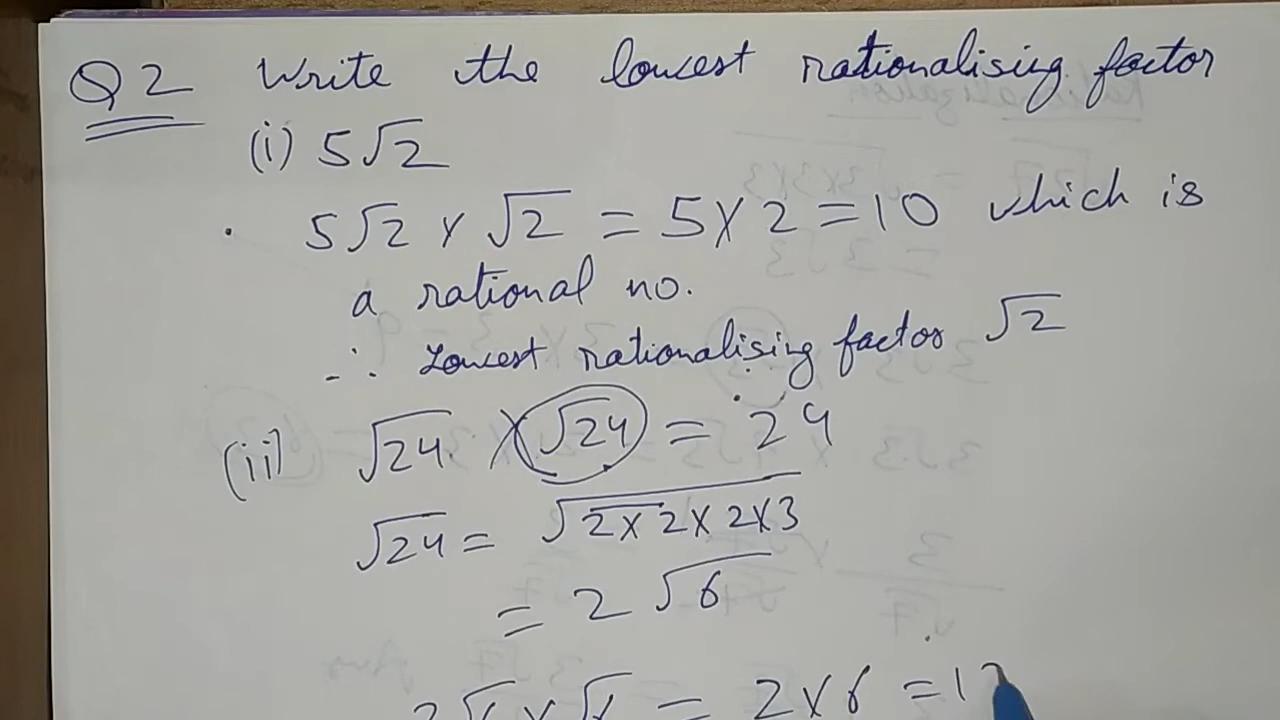 Q2 Write the lowest rationalising factor
(i) 5√2
5√2 × √2 = 5×2 = 10 which is
a rational no.
∴ Lowest rationalising factor √2
(ii) √24 × √24 = 24
√24 = √2×2×2×3
= 2√6
= 2×6 = 12